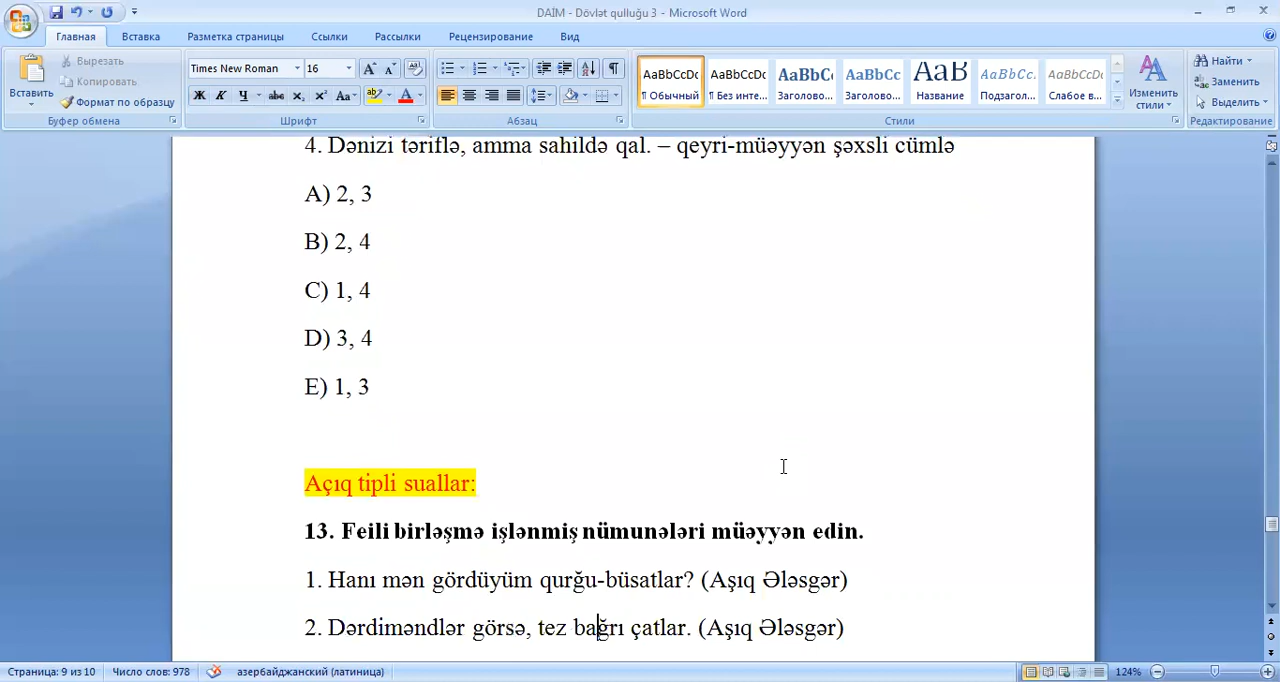 DAIM - Dövlət qulluğu 3 - Microsoft Word
Главная Вставка Разметка страницы Ссылки Рассылки Рецензирование Вид
Вставить
Вырезать
Копировать
Формат по образцу
Буфер обмена
Times New Roman 16
Ж К Ч abc x₂ x² Aa
Шрифт
Абзац
AaBbCcDc AaBbCcDc AaBbC AaBbCc AaB AaBbCc. AaBbCcDc
¶ Обычный ¶ Без инте... Заголово... Заголово... Название Подзагол... Слабое в...
Стили
Изменить стили
Найти
Заменить
Выделить
Редактирование
4. Dənizi təriflə, amma sahildə qal. – qeyri-müəyyən şəxsli cümlə
A) 2, 3
B) 2, 4
C) 1, 4
D) 3, 4
E) 1, 3
Açıq tipli suallar:
13. Feili birləşmə işlənmiş nümunələri müəyyən edin.
1. Hanı mən gördüyüm qurğu-büsatlar? (Aşıq Ələsgər)
2. Dərdiməndlər görsə, tez bağrı çatlar. (Aşıq Ələsgər)
Страница: 9 из 10 Число слов: 978 азербайджанский (латиница) 124%